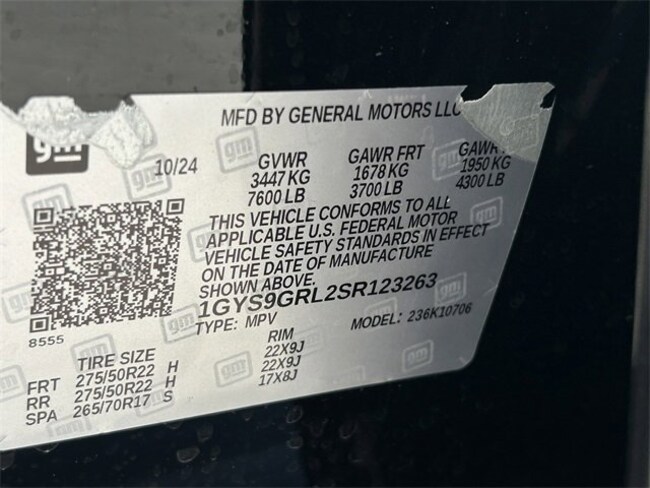 MFD BY GENERAL MOTORS LLC
gm
10/24
GVWR GAWR FRT GAWR
3447 KG 1678 KG 1950 KG
7600 LB 3700 LB 4300 LB
THIS VEHICLE CONFORMS TO ALL
APPLICABLE U.S. FEDERAL MOTOR
VEHICLE SAFETY STANDARDS IN EFFECT
ON THE DATE OF MANUFACTURE
SHOWN ABOVE.
1GYS9GRL2SR123263
TYPE: MPV MODEL: 236K10706
8555
TIRE SIZE RIM
FRT 275/50R22 H 22X9J
RR 275/50R22 H 22X9J
SPA 265/70R17 S 17X8J